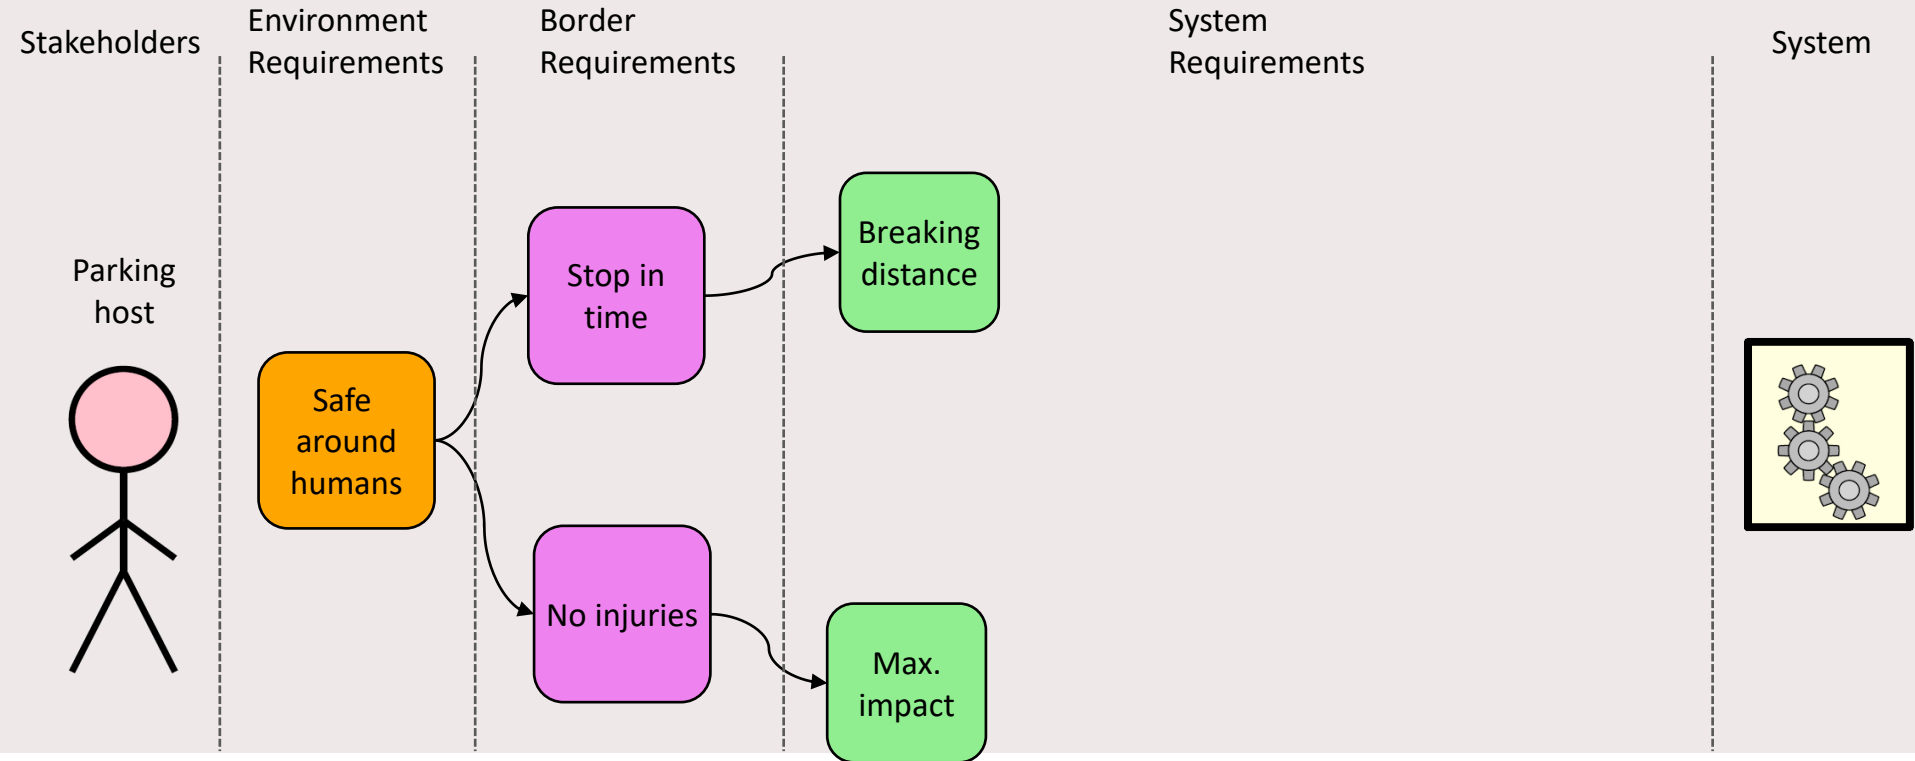 Stakeholders
Environment
Requirements
Border
Requirements
System
Requirements
System
Parking
host
Safe
around
humans
Stop in
time
No injuries
Breaking
distance
Max.
impact